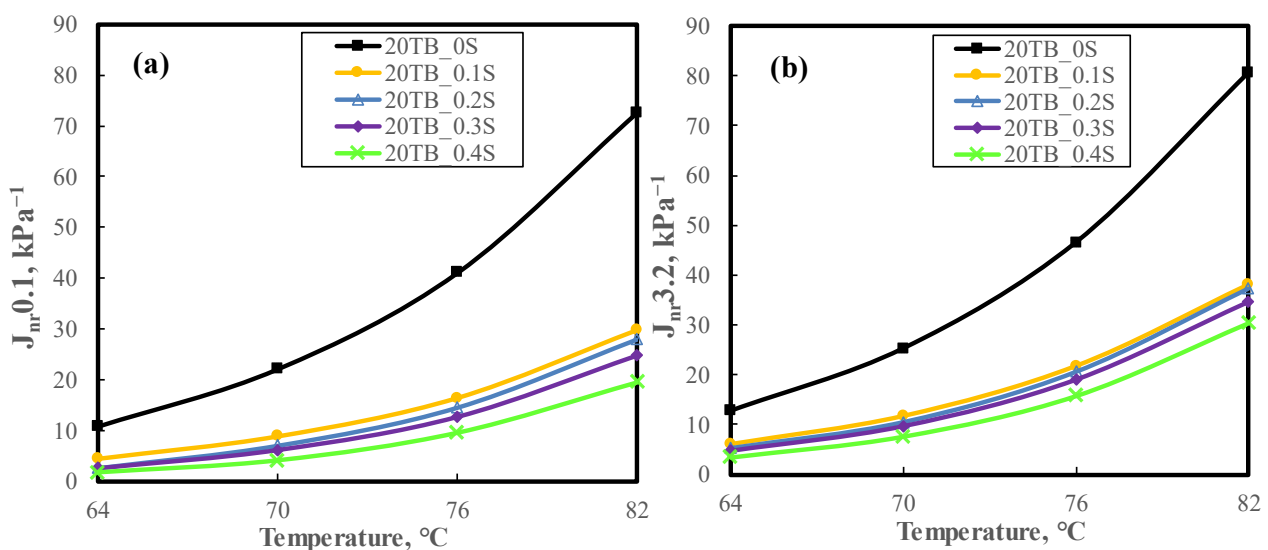 (a)
20TB_0S
20TB_0.1S
20TB_0.2S
20TB_0.3S
20TB_0.4S
90
80
70
60
50
40
30
20
10
0
Jnr0.1, kPa⁻¹
64 70 76 82
Temperature, °C
(b)
20TB_0S
20TB_0.1S
20TB_0.2S
20TB_0.3S
20TB_0.4S
90
80
70
60
50
40
30
20
10
0
Jnr3.2, kPa⁻¹
64 70 76 82
Temperature, °C